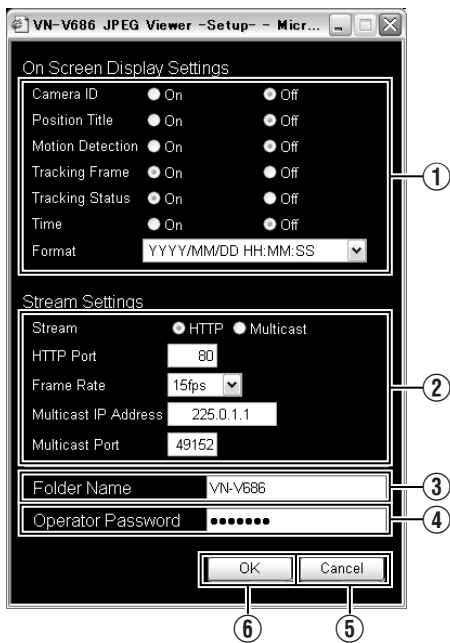 VN-V686 JPEG Viewer -Setup- - Micr...
On Screen Display Settings
Camera ID On Off
Position Title On Off
Motion Detection On Off
Tracking Frame On Off
Tracking Status On Off
Time On Off
Format YYYY/MM/DD HH:MM:SS
①
Stream Settings
Stream HTTP Multicast
HTTP Port 80
Frame Rate 15fps
Multicast IP Address 225.0.1.1
Multicast Port 49152
②
Folder Name VN-V686 ③
Operator Password ●●●●●●● ④
OK Cancel
⑥ ⑤